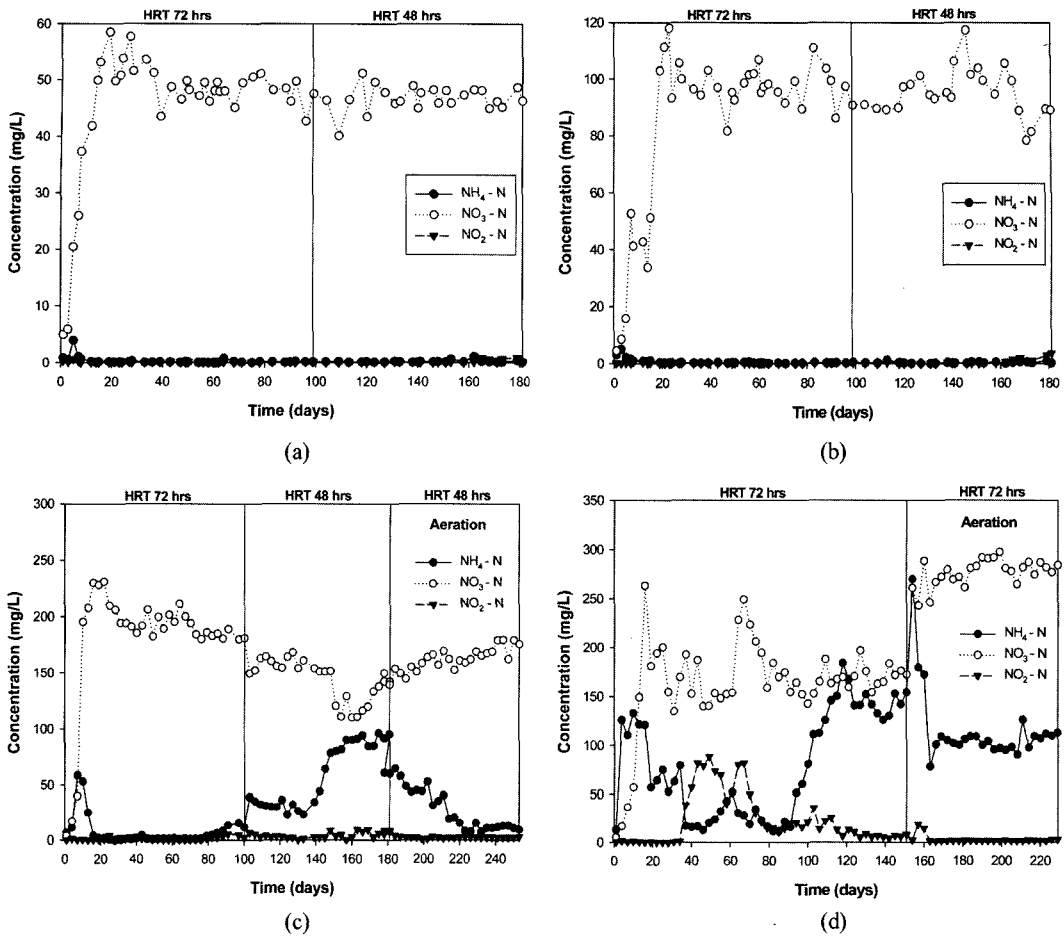 HRT 72 hrs HRT 48 hrs
60
50
40
30
20
10
0
Concentration (mg/L)
NH₄ - N
NO₃ - N
NO₂ - N
0 20 40 60 80 100 120 140 160 180
Time (days)
(a)
HRT 72 hrs HRT 48 hrs
120
100
80
60
40
20
0
Concentration (mg/L)
NH₄ - N
NO₃ - N
NO₂ - N
0 20 40 60 80 100 120 140 160 180
Time (days)
(b)
HRT 72 hrs HRT 48 hrs HRT 48 hrs
300
250
200
150
100
50
0
Concentration (mg/L)
Aeration
NH₄ - N
NO₃ - N
NO₂ - N
0 20 40 60 80 100 120 140 160 180 200 220 240
Time (days)
(c)
HRT 72 hrs HRT 72 hrs
350
300
250
200
150
100
50
0
Concentration (mg/L)
Aeration
NH₄ - N
NO₃ - N
NO₂ - N
0 20 40 60 80 100 120 140 160 180 200 220
Time (days)
(d)